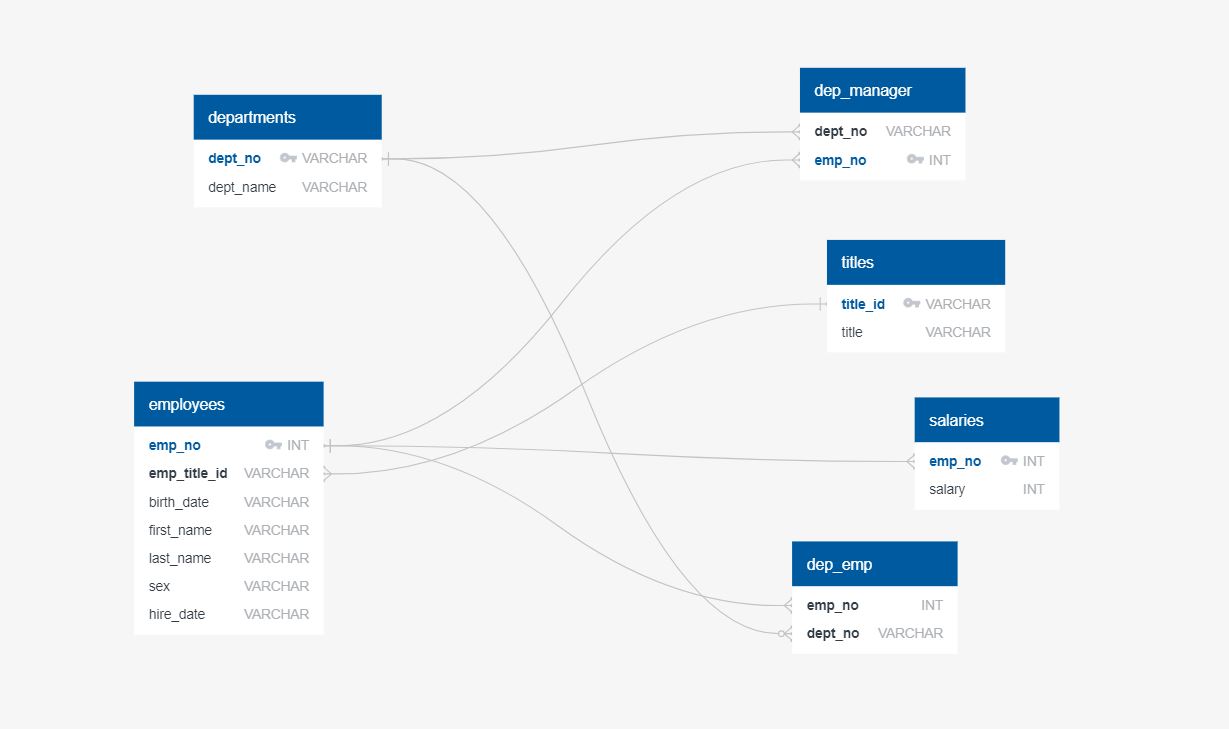 departments
dept_no VARCHAR
dept_name VARCHAR
dep_manager
dept_no VARCHAR
emp_no INT
titles
title_id VARCHAR
title VARCHAR
employees
emp_no INT
emp_title_id VARCHAR
birth_date VARCHAR
first_name VARCHAR
last_name VARCHAR
sex VARCHAR
hire_date VARCHAR
salaries
emp_no INT
salary INT
dep_emp
emp_no INT
dept_no VARCHAR